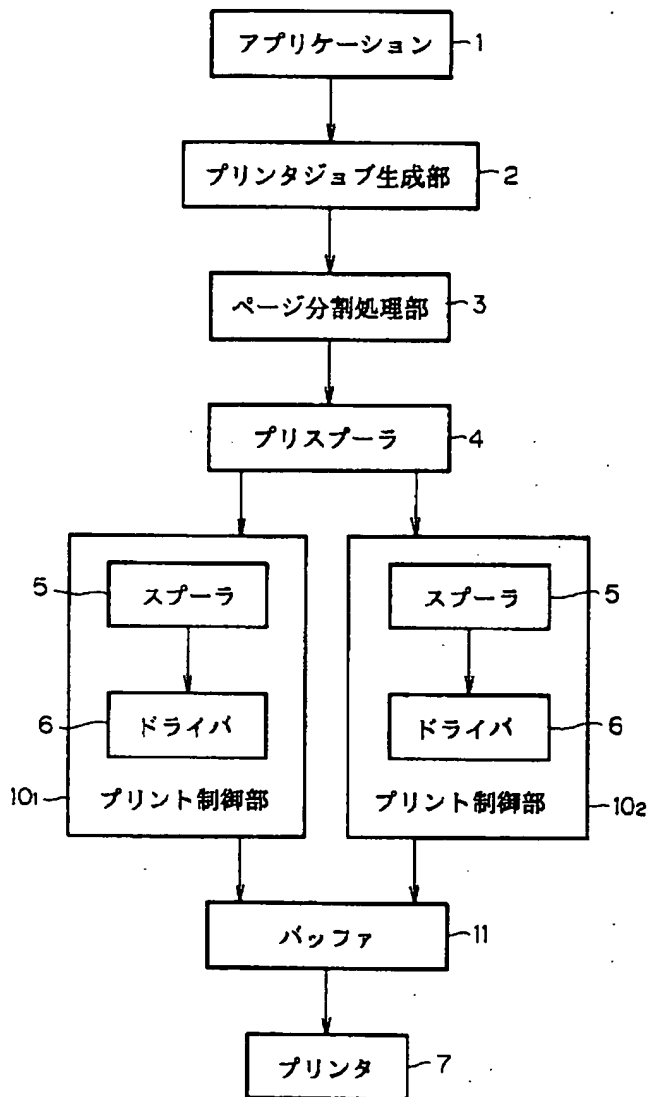 アプリケーション 1
プリンタジョブ生成部 2
ページ分割処理部 3
プリスプーラ 4
5 スプーラ
スプーラ 5
6 ドライバ
ドライバ 6
10₁ プリント制御部
プリント制御部 10₂
バッファ 11
プリンタ 7